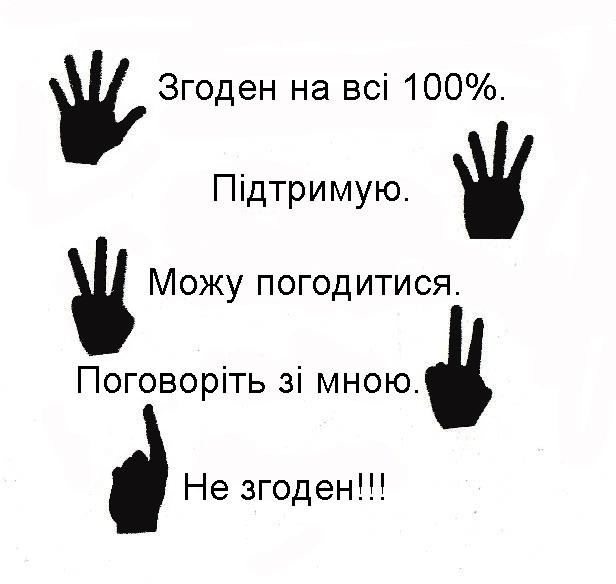 Згоден на всі 100%.
Підтримую.
Можу погодитися.
Поговоріть зі мною.
Не згоден!!!